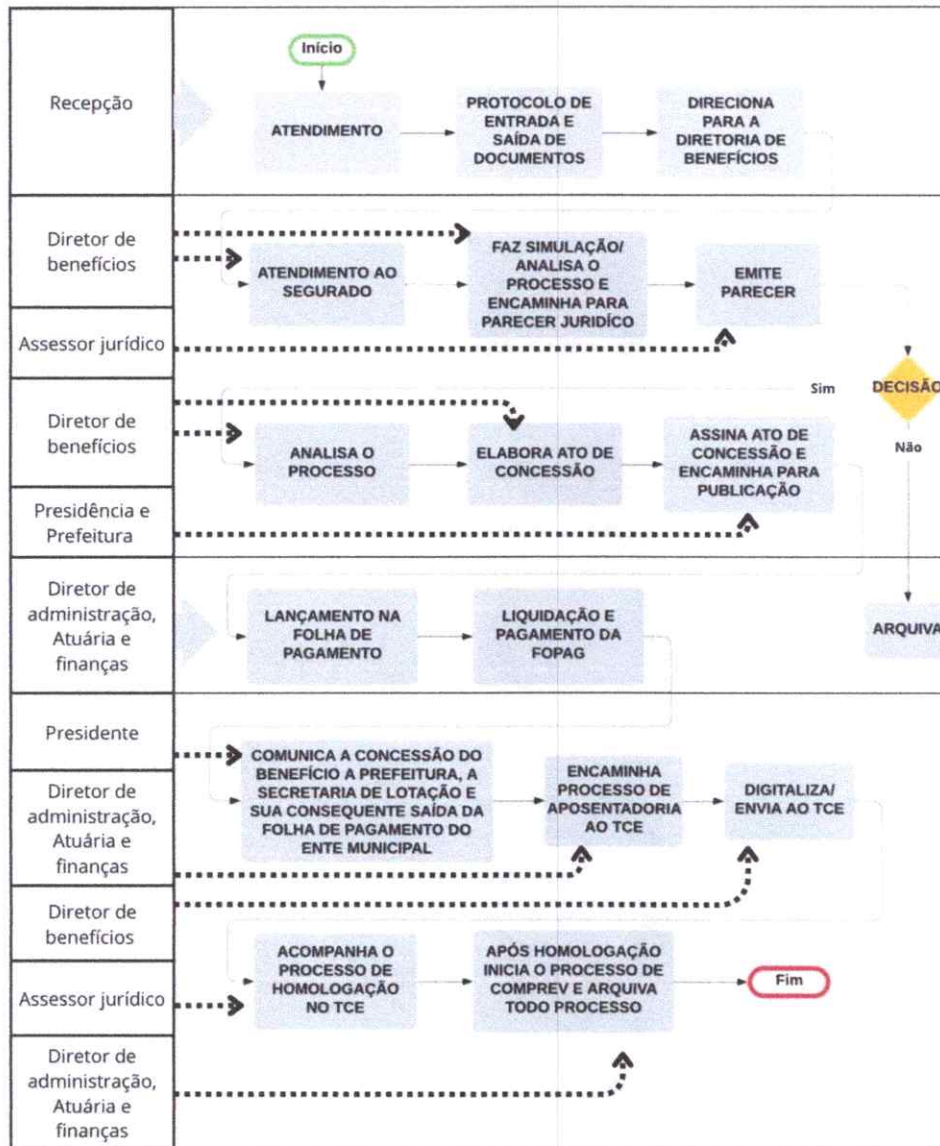 Recepção
Início
ATENDIMENTO
PROTOCOLO DE
ENTRADA E
SAÍDA DE
DOCUMENTOS
DIRECIONA
PARA A
DIRETORIA DE
BENEFÍCIOS
Diretor de
benefícios
ATENDIMENTO AO
SEGURADO
FAZ SIMULAÇÃO/
ANALISA O
PROCESSO E
ENCAMINHA PARA
PARECER JURIDÍCO
EMITE
PARECER
Assessor jurídico
Sim
DECISÃO
Não
Diretor de
benefícios
ANALISA O
PROCESSO
ELABORA ATO DE
CONCESSÃO
ASSINA ATO DE
CONCESSÃO E
ENCAMINHA PARA
PUBLICAÇÃO
Presidência e
Prefeitura
Diretor de
administração,
Atuária e
finanças
LANÇAMENTO NA
FOLHA DE
PAGAMENTO
LIQUIDAÇÃO E
PAGAMENTO DA
FOPAG
ARQUIVA
Presidente
COMUNICA A CONCESSÃO DO
BENEFÍCIO A PREFEITURA, A
SECRETARIA DE LOTAÇÃO E
SUA CONSEQUENTE SAÍDA DA
FOLHA DE PAGAMENTO DO
ENTE MUNICIPAL
ENCAMINHA
PROCESSO DE
APOSENTADORIA
AO TCE
DIGITALIZA/
ENVIA AO TCE
Diretor de
administração,
Atuária e
finanças
Diretor de
benefícios
ACOMPANHA O
PROCESSO DE
HOMOLOGAÇÃO
NO TCE
APÓS HOMOLOGAÇÃO
INICIA O PROCESSO DE
COMPREV E ARQUIVA
TODO PROCESSO
Fim
Assessor jurídico
Diretor de
administração,
Atuária e
finanças